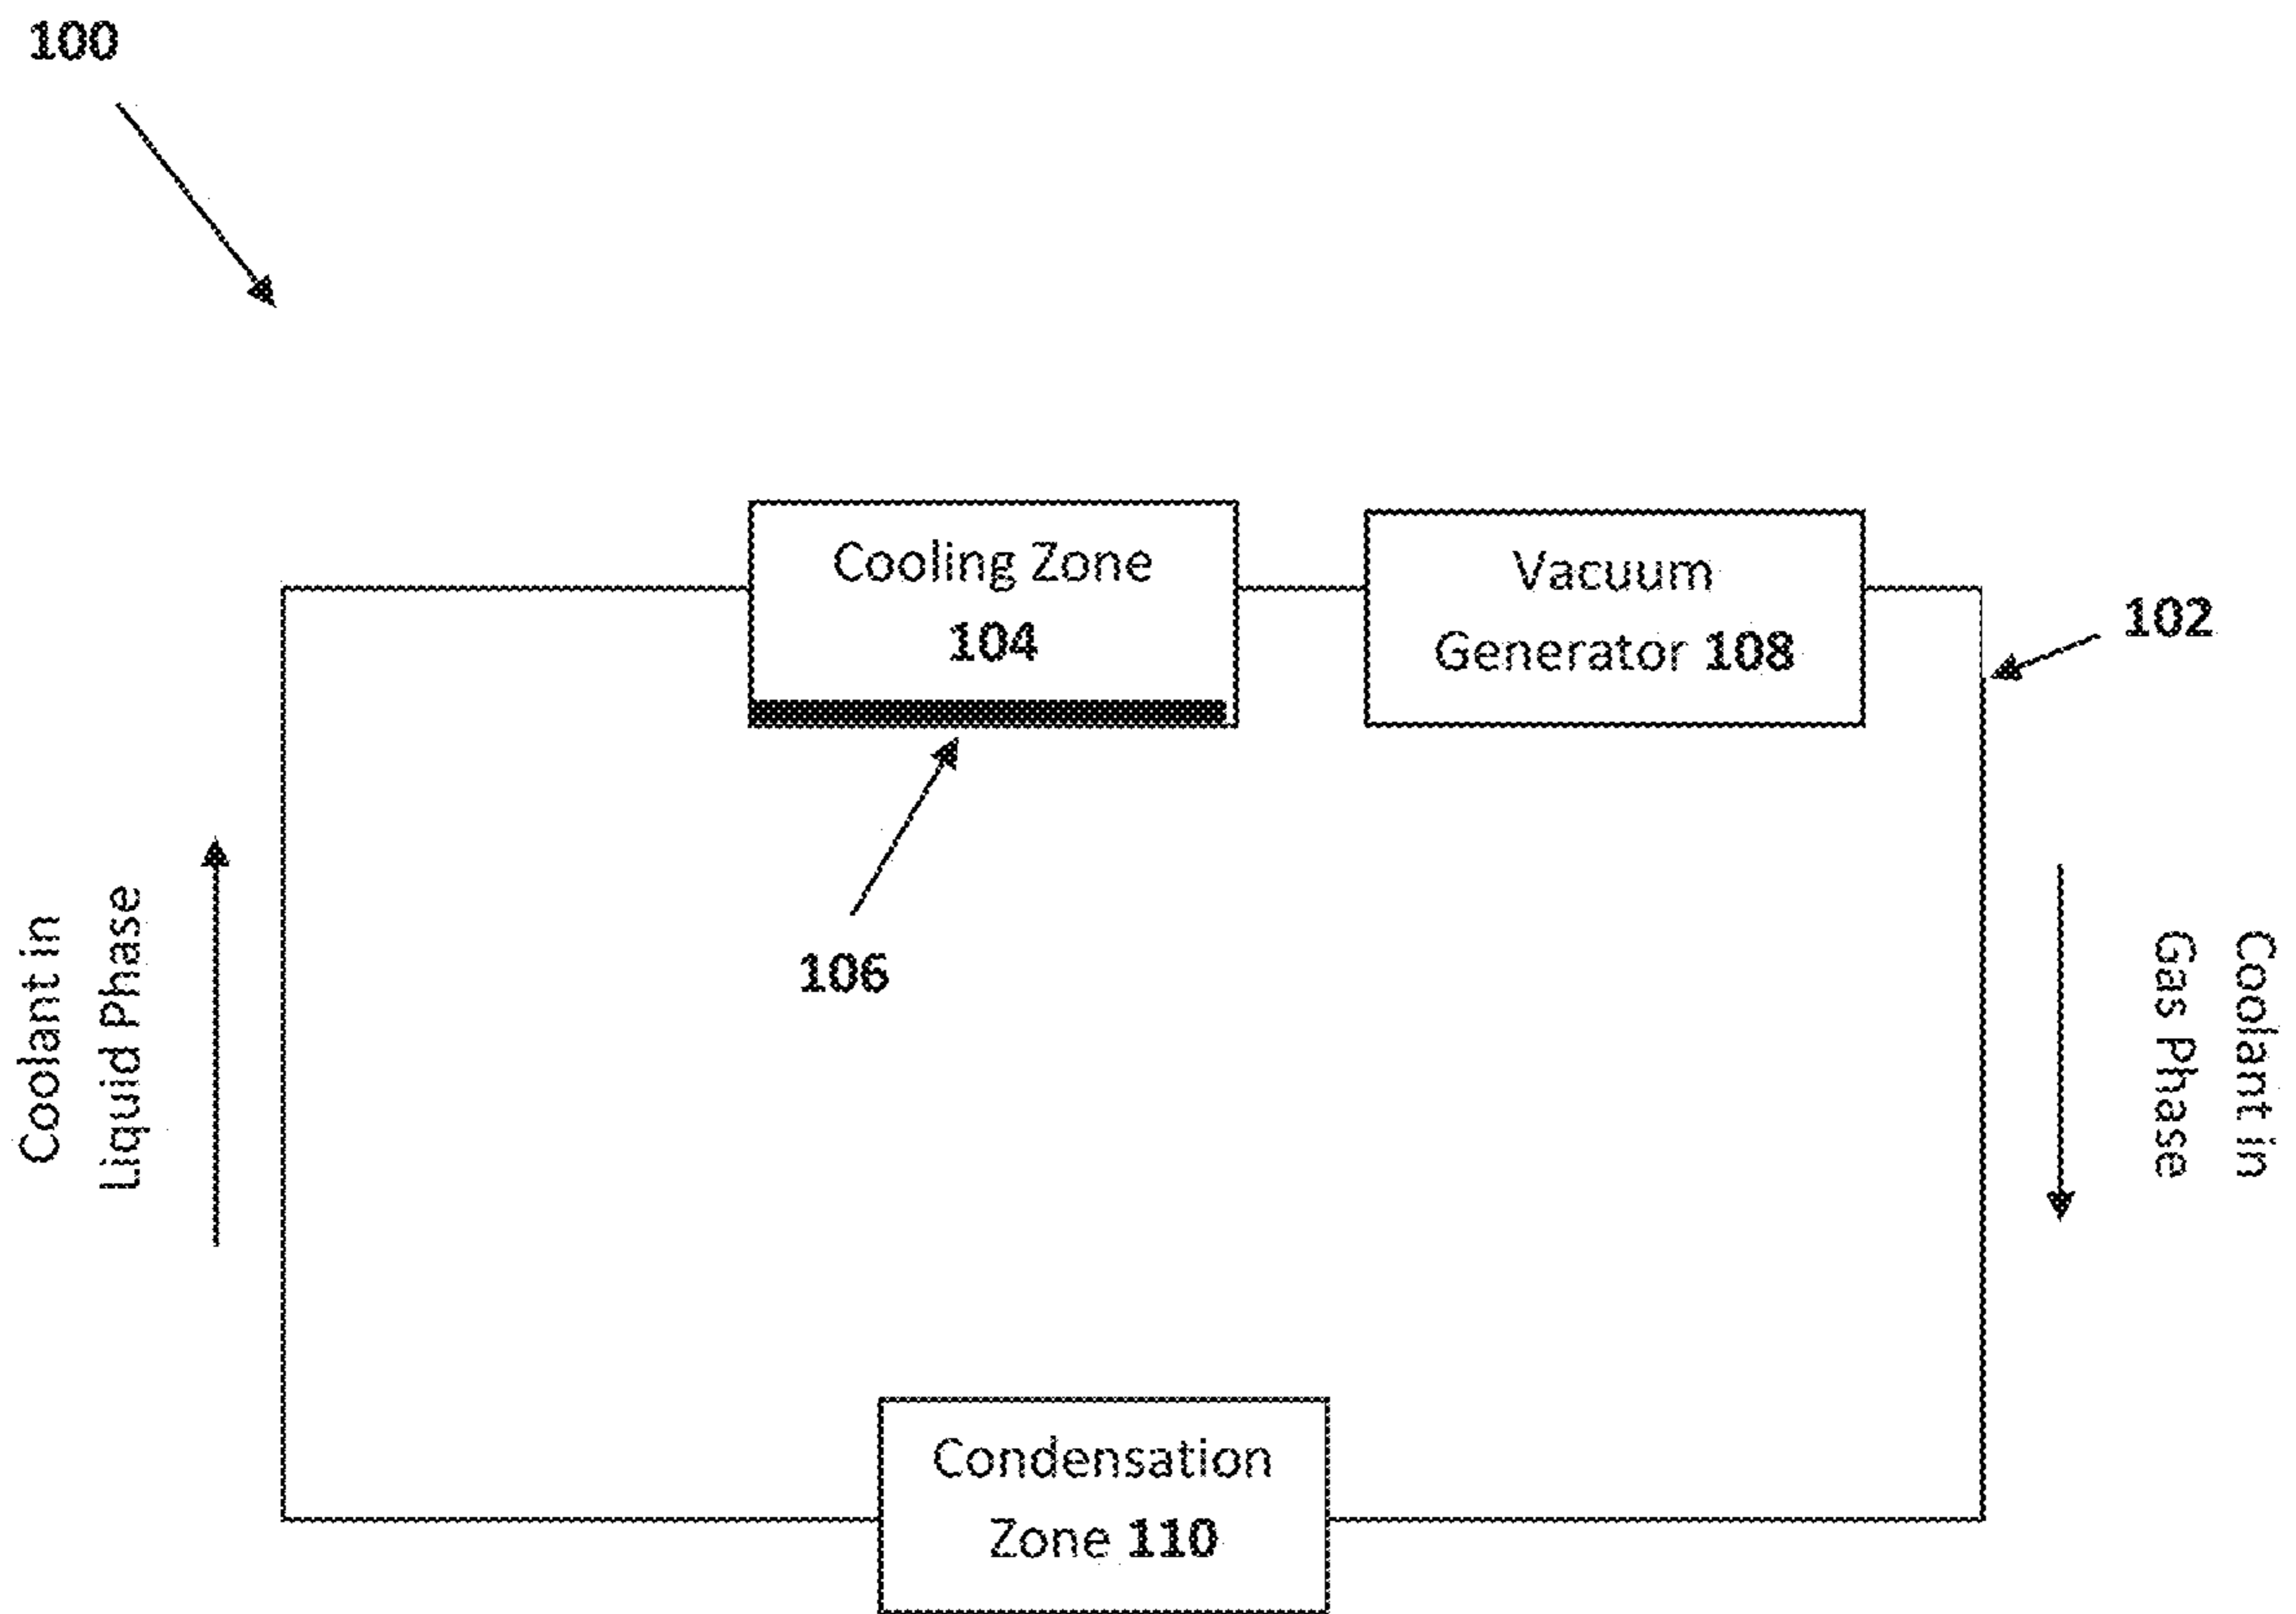 100
Cooling Zone
104
Vacuum
Generator 108
102
106
Coolant in
Liquid Phase
Coolant in
Gas Phase
Condensation
Zone 110